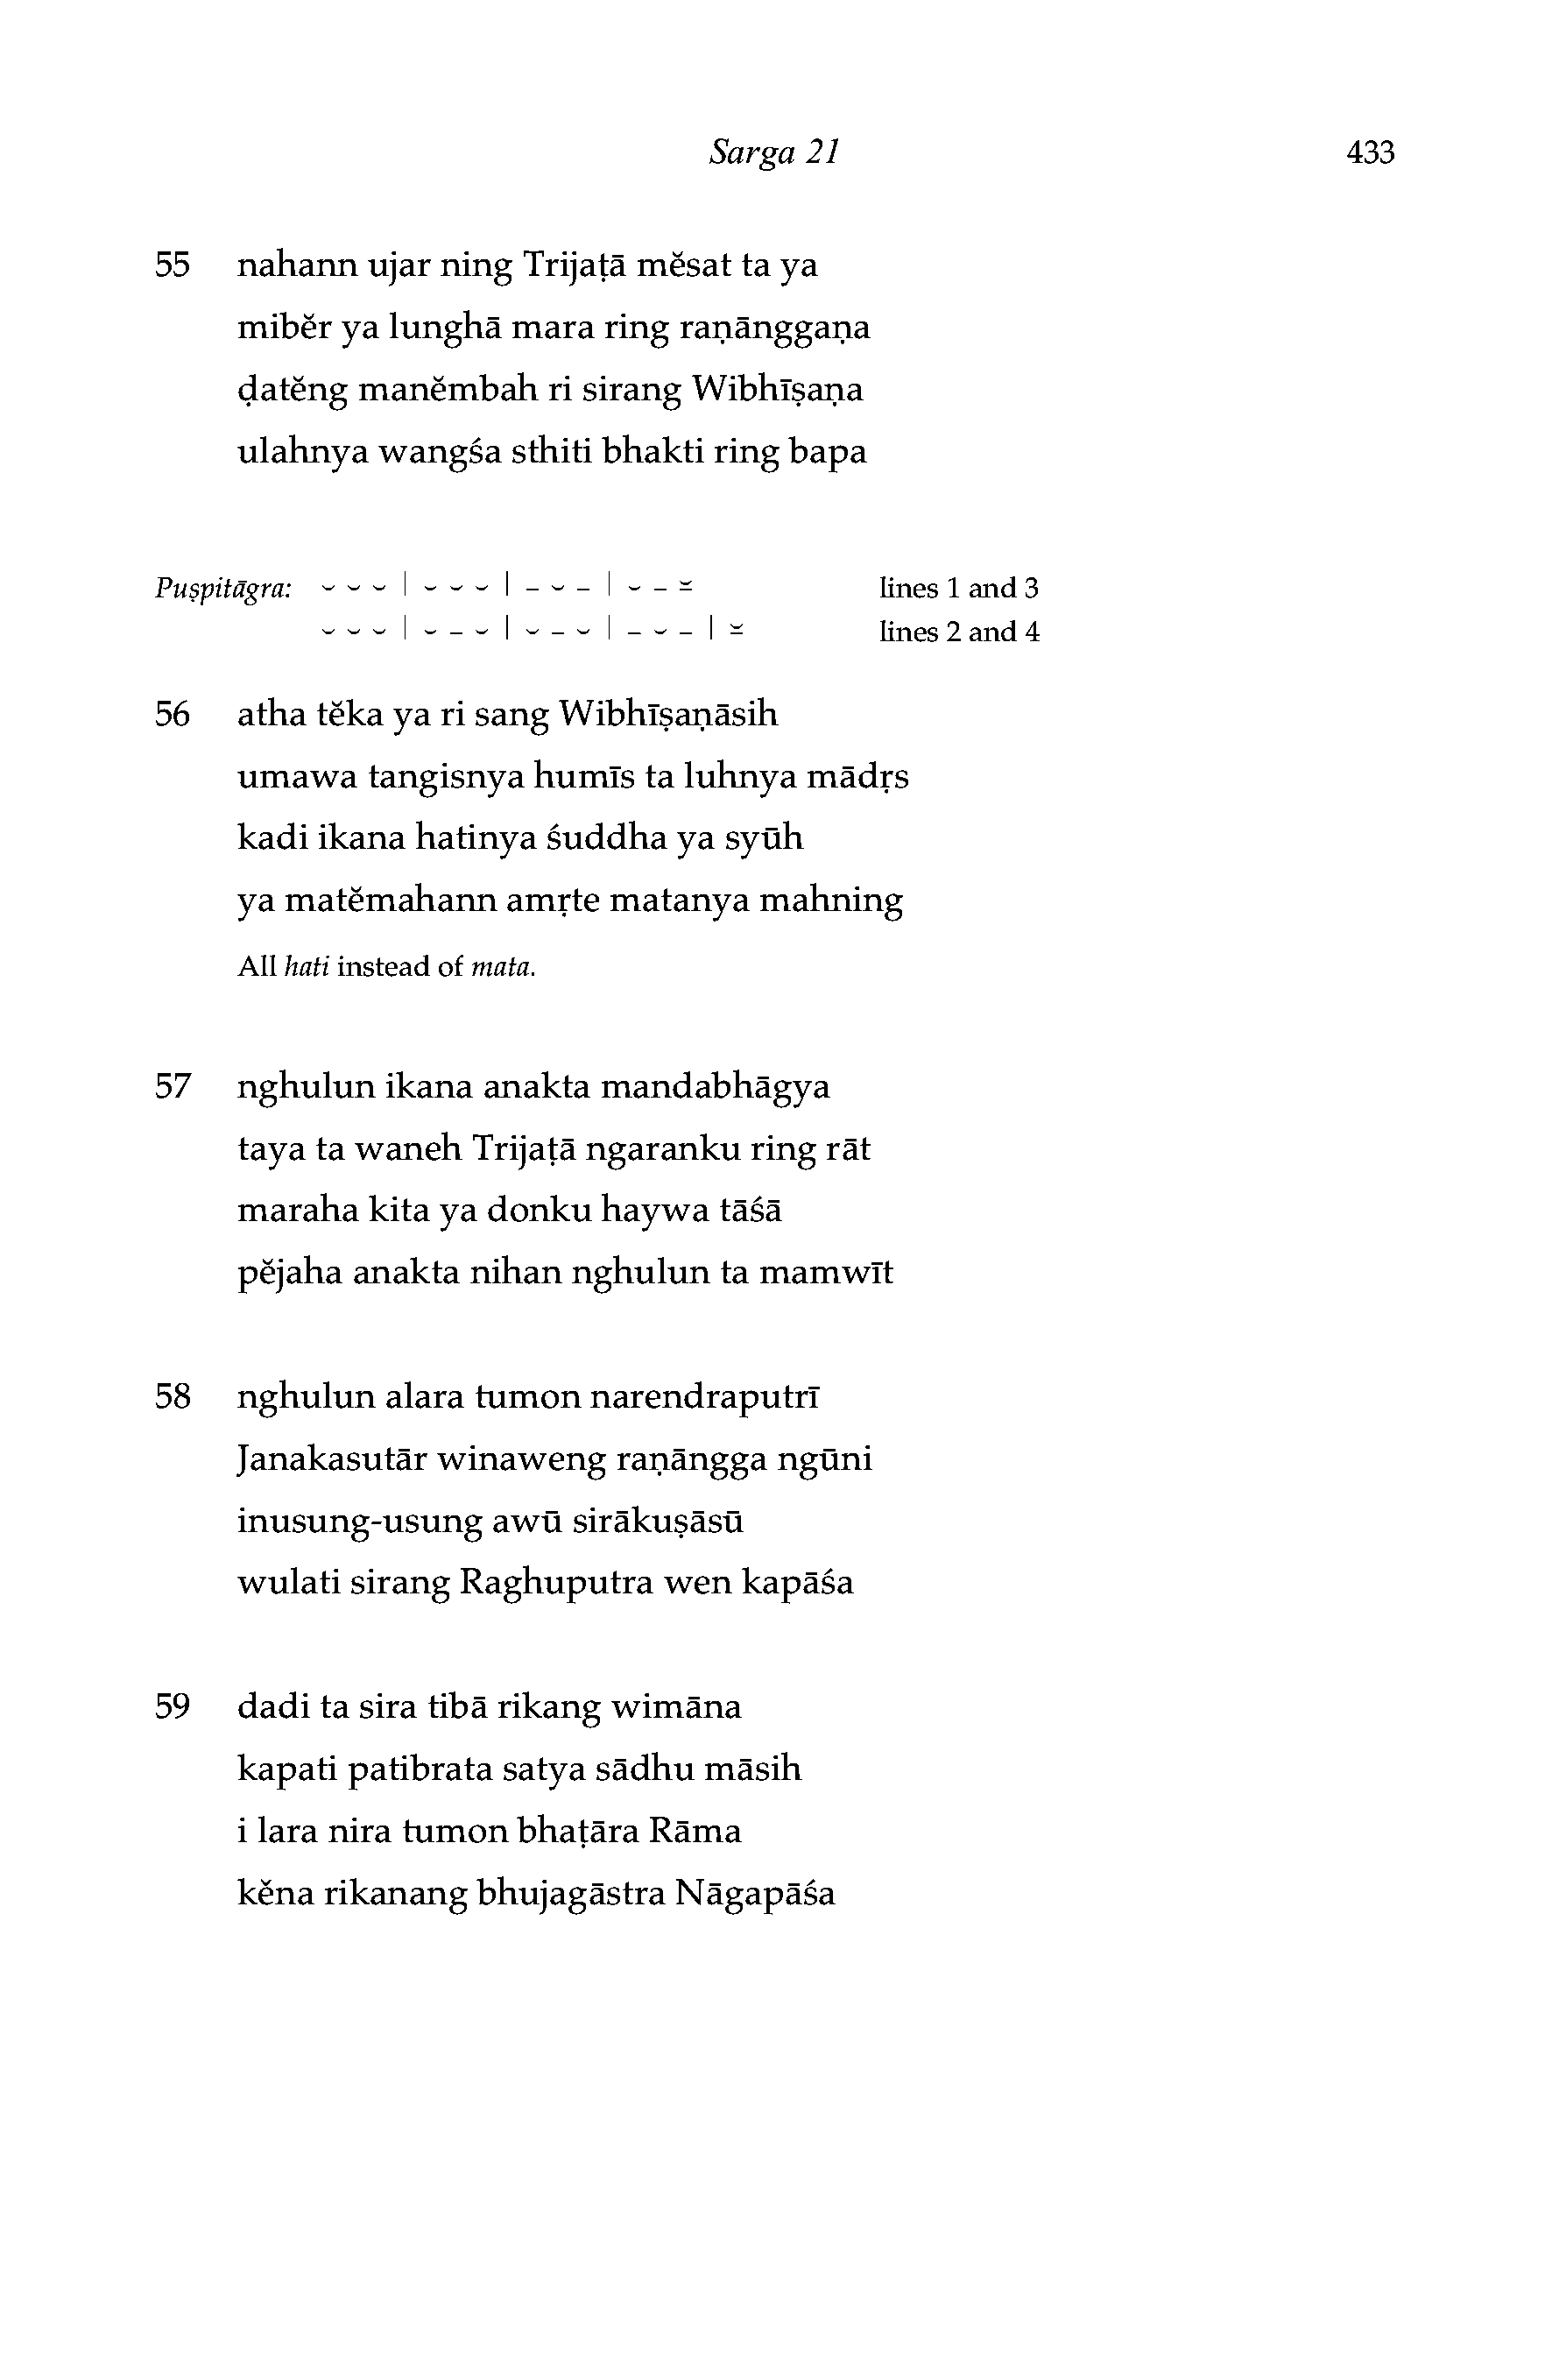 Sarga 21 433
55 nahann ujar ning Trijaṭā mĕsat ta ya
mibĕr ya lunghā mara ring raṇānggaṇa
ḍatĕng manĕmbah ri sirang Wibhīṣaṇa
ulahnya wangśa sthiti bhakti ring bapa
Puṣpitāgra: ⏑ ⏑ ⏑ | ⏑ ⏑ ⏑ | – ⏑ – | ⏑ – ⏓ lines 1 and 3
⏑ ⏑ ⏑ | ⏑ – ⏑ | ⏑ – ⏑ | – ⏑ – | ⏓ lines 2 and 4
56 atha tĕka ya ri sang Wibhīṣaṇāsih
umawa tangisnya humīs ta luhnya mādṛs
kadi ikana hatinya śuddha ya syūh
ya matĕmahann amṛte matanya mahning
All hati instead of mata.
57 nghulun ikana anakta mandabhāgya
taya ta waneh Trijaṭā ngaranku ring rāt
maraha kita ya donku haywa tāśā
pĕjaha anakta nihan nghulun ta mamwīt
58 nghulun alara tumon narendraputrī
Janakasutār winaweng raṇāngga ngūni
inusung-usung awū sirākuṣāsū
wulati sirang Raghuputra wen kapāśa
59 dadi ta sira tibā rikang wimāna
kapati patibrata satya sādhu māsih
i lara nira tumon bhaṭāra Rāma
kĕna rikanang bhujagāstra Nāgapāśa